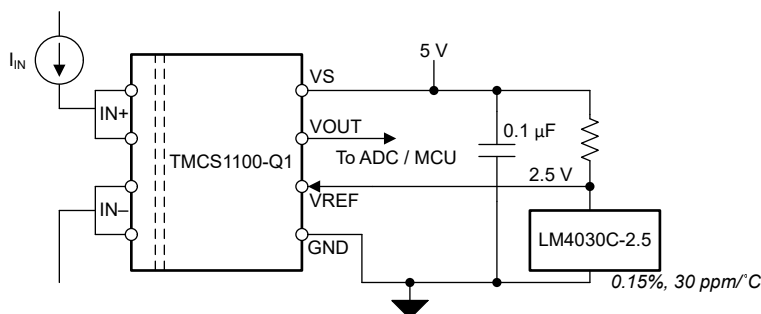 I_IN
5 V
VS
IN+
VOUT
0.1 µF
To ADC / MCU
TMCS1100-Q1
2.5 V
VREF
IN–
GND
LM4030C-2.5
0.15%, 30 ppm/˚C